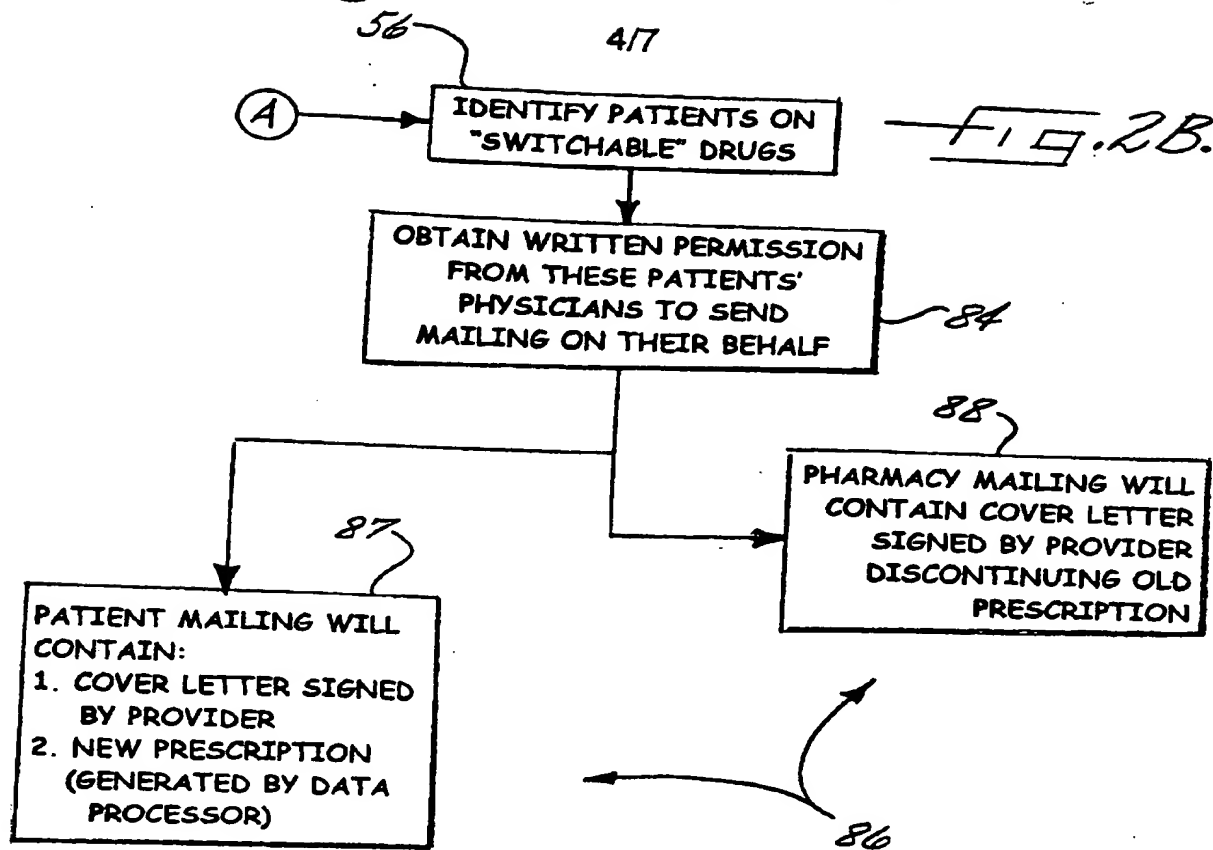 56
4/7
A
IDENTIFY PATIENTS ON
"SWITCHABLE" DRUGS
Fig. 2B.
OBTAIN WRITTEN PERMISSION
FROM THESE PATIENTS'
PHYSICIANS TO SEND
MAILING ON THEIR BEHALF
84
88
PHARMACY MAILING WILL
CONTAIN COVER LETTER
SIGNED BY PROVIDER
DISCONTINUING OLD
PRESCRIPTION
87
PATIENT MAILING WILL
CONTAIN:
1. COVER LETTER SIGNED
BY PROVIDER
2. NEW PRESCRIPTION
(GENERATED BY DATA
PROCESSOR)
86